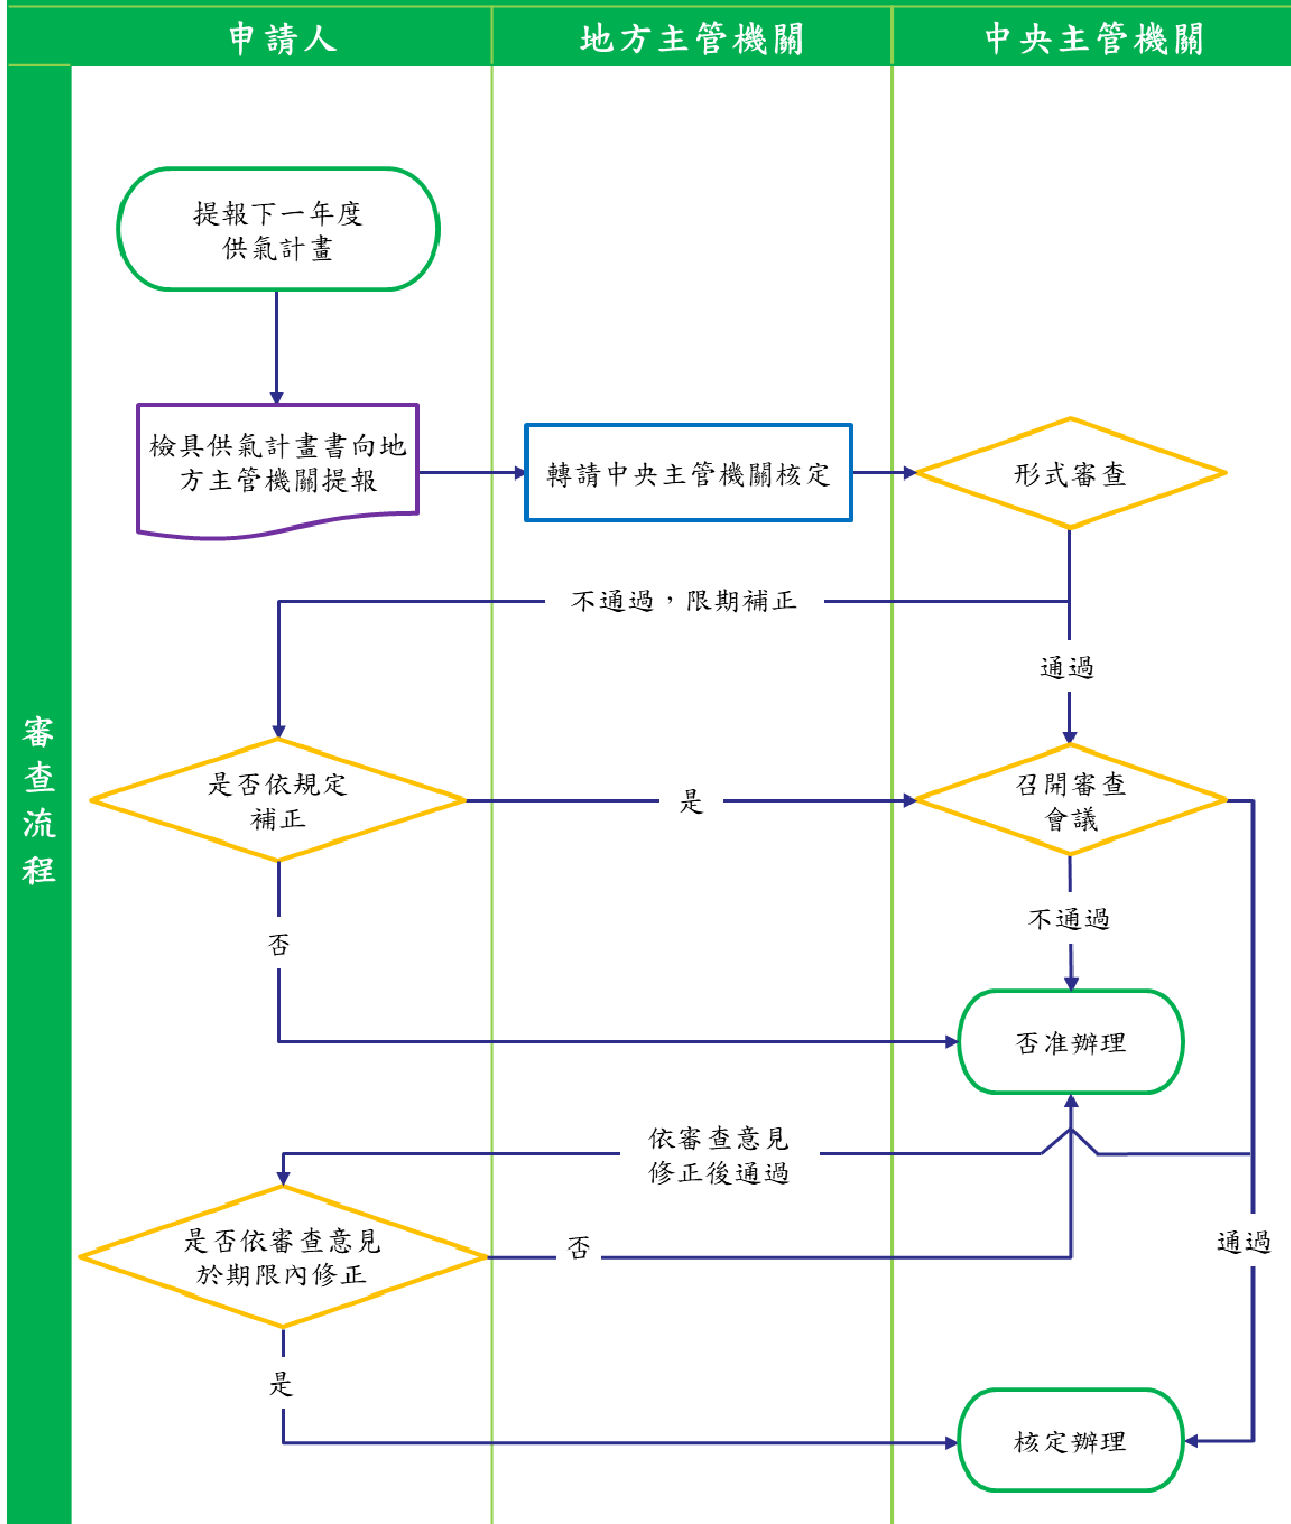 申請人
地方主管機關
中央主管機關
審查流程
提報下一年度
供氣計畫
檢具供氣計畫書向地
方主管機關提報
轉請中央主管機關核定
形式審查
不通過，限期補正
通過
是否依規定
補正
是
召開審查
會議
否
不通過
否准辦理
依審查意見
修正後通過
是否依審查意見
於期限內修正
否
通過
是
核定辦理